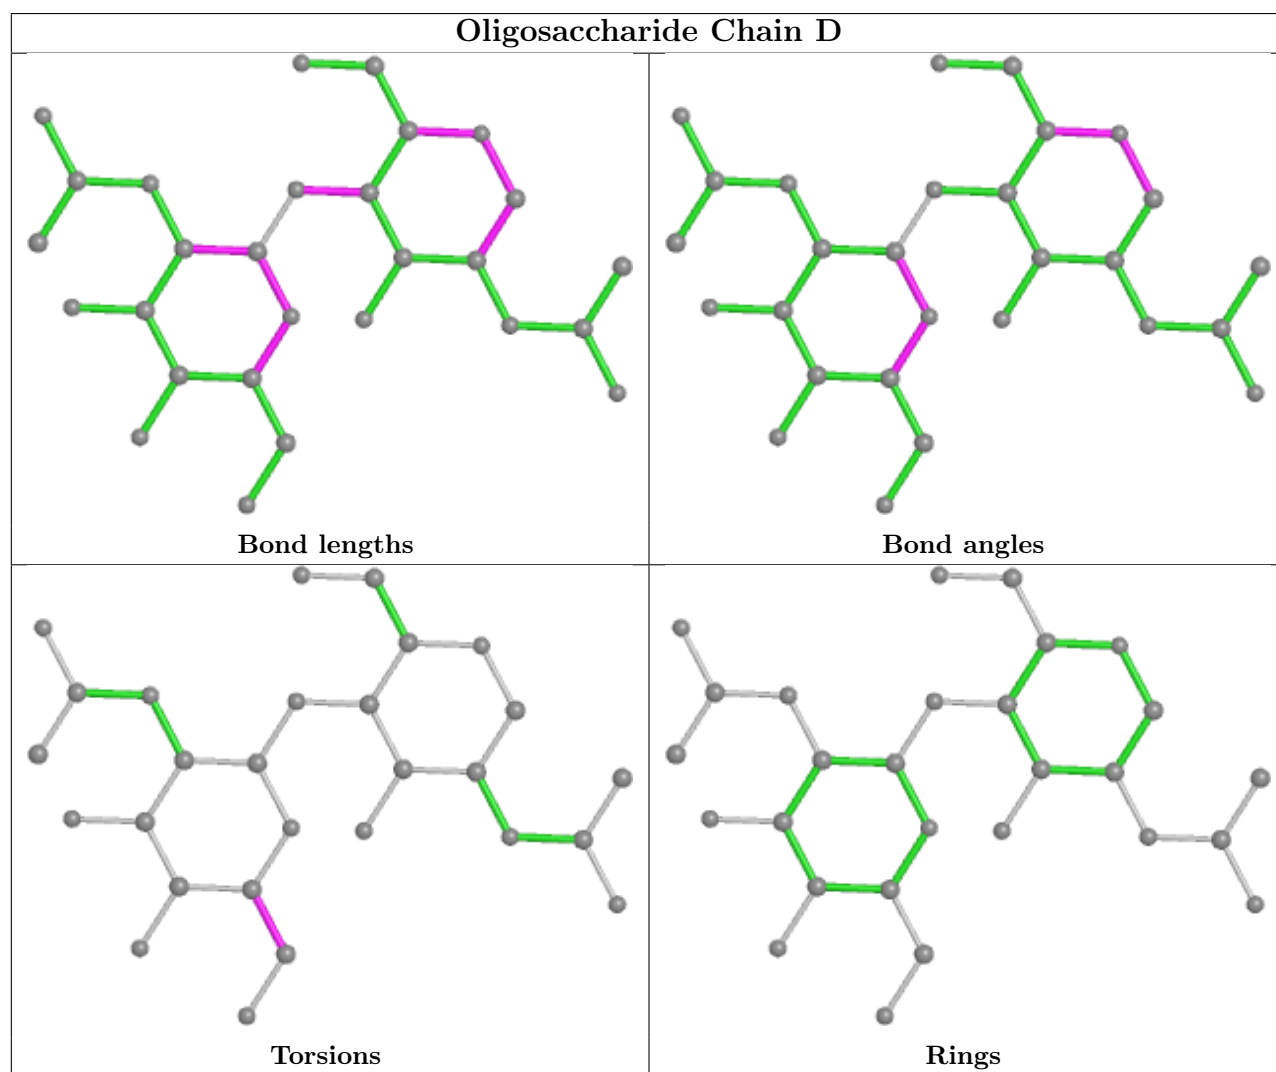 Oligosaccharide Chain D
Bond lengths
Bond angles
Torsions
Rings